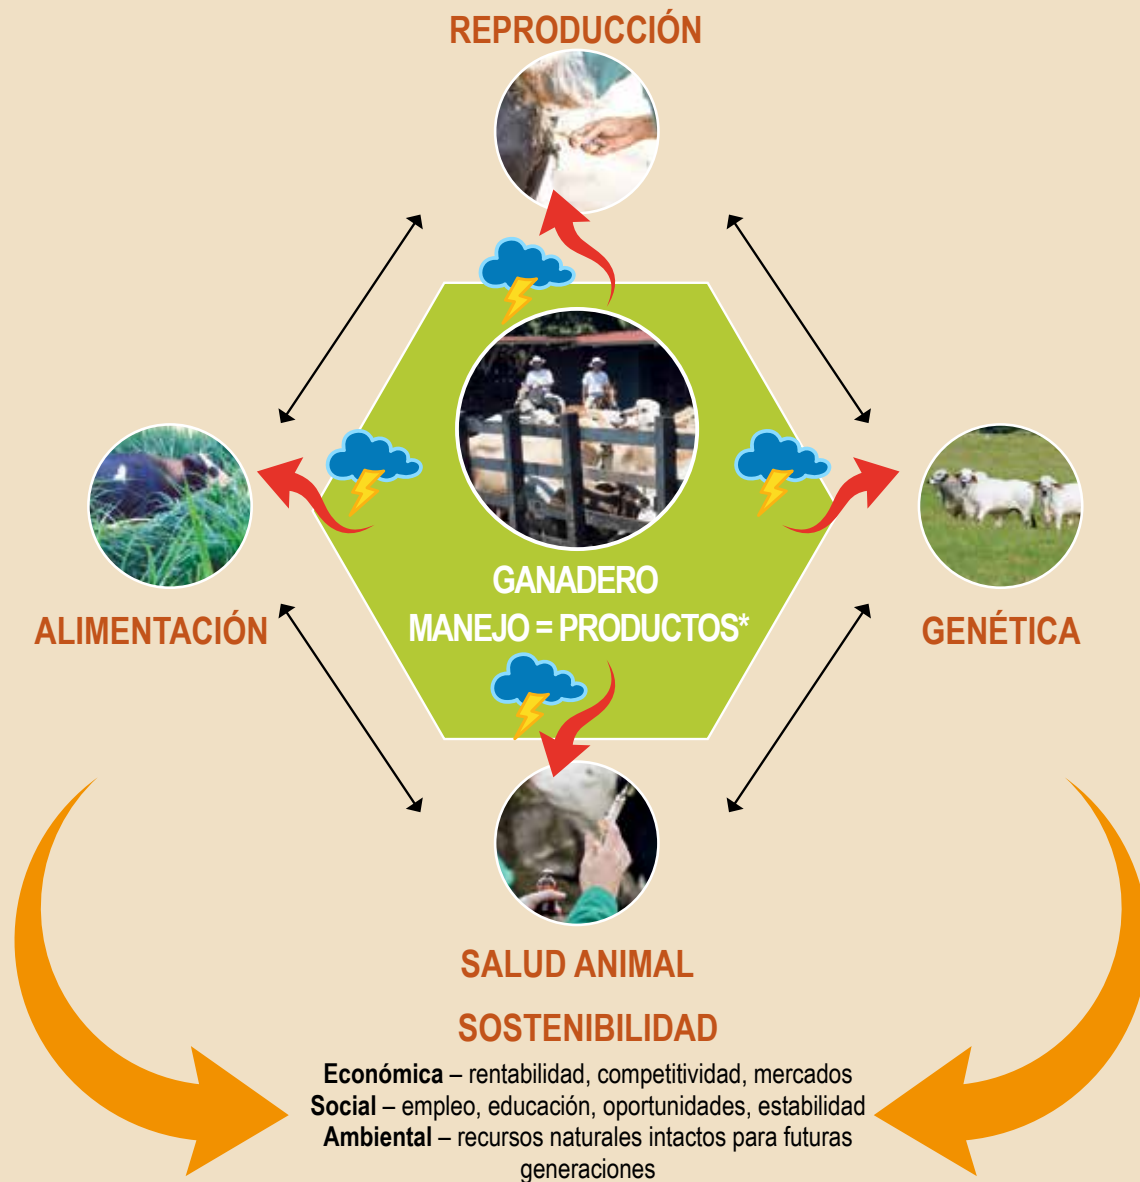 REPRODUCCIÓN
GANADERO
MANEJO = PRODUCTOS*
ALIMENTACIÓN
GENÉTICA
SALUD ANIMAL
SOSTENIBILIDAD
Económica – rentabilidad, competitividad, mercados
Social – empleo, educación, oportunidades, estabilidad
Ambiental – recursos naturales intactos para futuras
generaciones